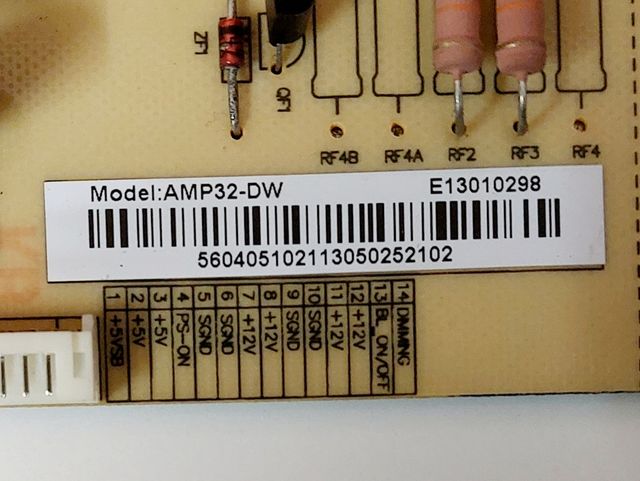 ZF1
QF1
RF4B RF4A RF2 RF3 RF4
Model:AMP32-DW E13010298
560405102113050252102
1 +5VSB
2 +5V
3 +5V
4 PS-ON
5 SGND
6 SGND
7 +12V
8 +12V
9 SGND
10 SGND
11 +12V
12 +12V
13 BL_ON/OFF
14 DIMMING